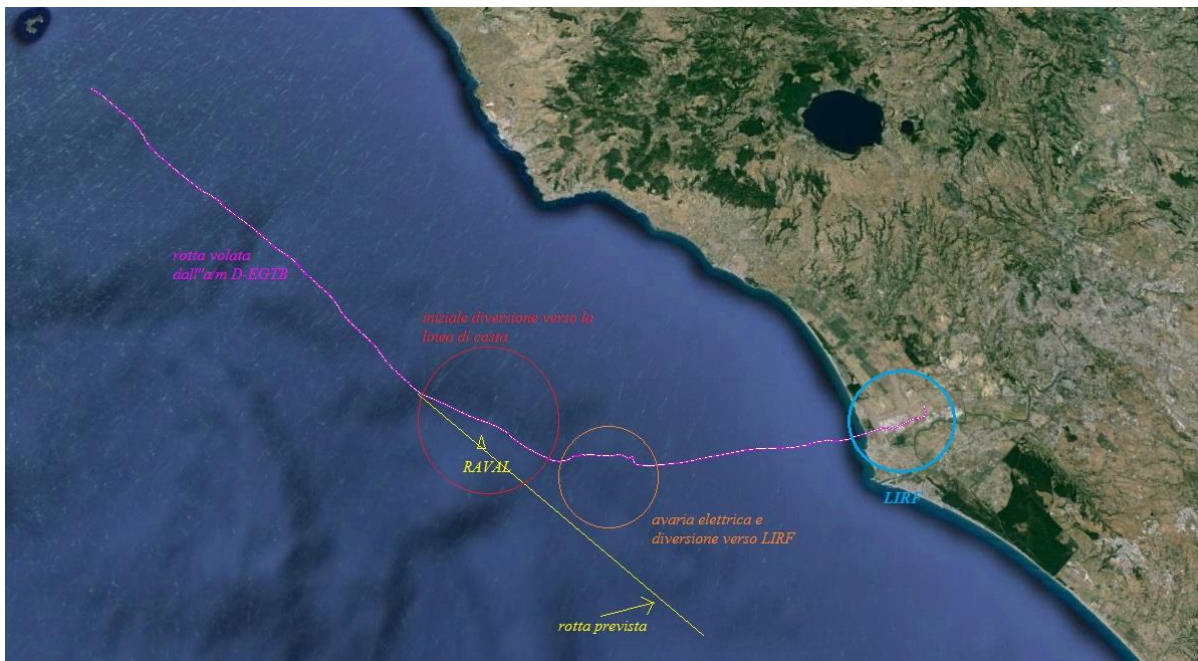 rotta volata
dall"a/m D-EGTB
iniziale diversione verso la
linea di costa
RAVAL
avaria elettrica e
diversione verso LIRF
LIRF
rotta prevista